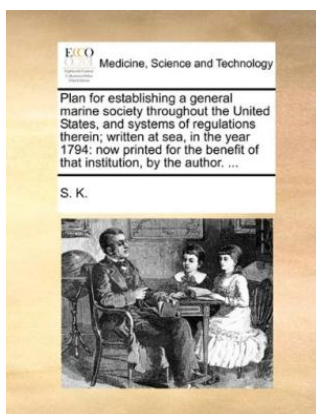 ECCO
Medicine, Science and Technology
Plan for establishing a general
marine society throughout the United
States, and systems of regulations
therein; written at sea, in the year
1794: now printed for the benefit of
that institution, by the author. ...
S. K.